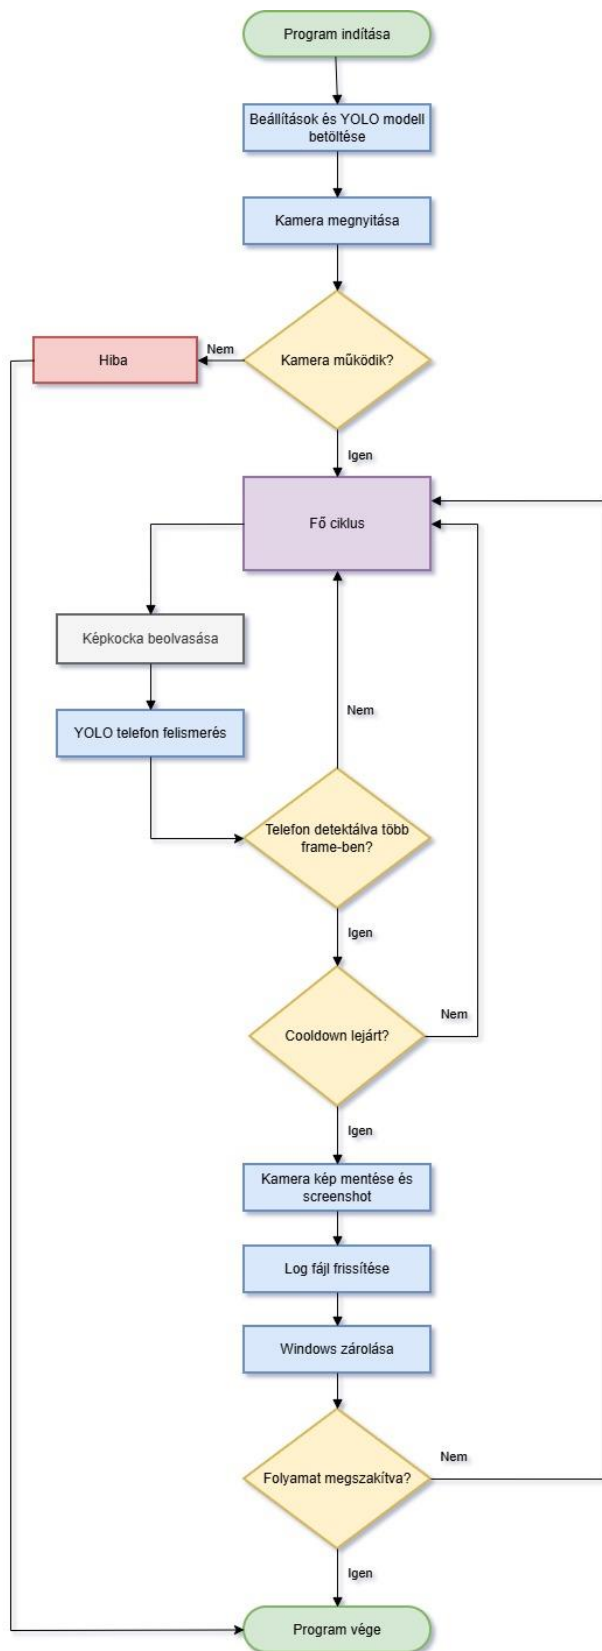 Program indítása
Beállítások és YOLO modell
betöltése
Kamera megnyitása
Kamera működik?
Nem
Hiba
Igen
Fő ciklus
Képkocka beolvasása
YOLO telefon felismerés
Nem
Telefon detektálva több
frame-ben?
Igen
Cooldown lejárt?
Nem
Igen
Kamera kép mentése és
screenshot
Log fájl frissítése
Windows zárolása
Folyamat megszakítva?
Nem
Igen
Program vége